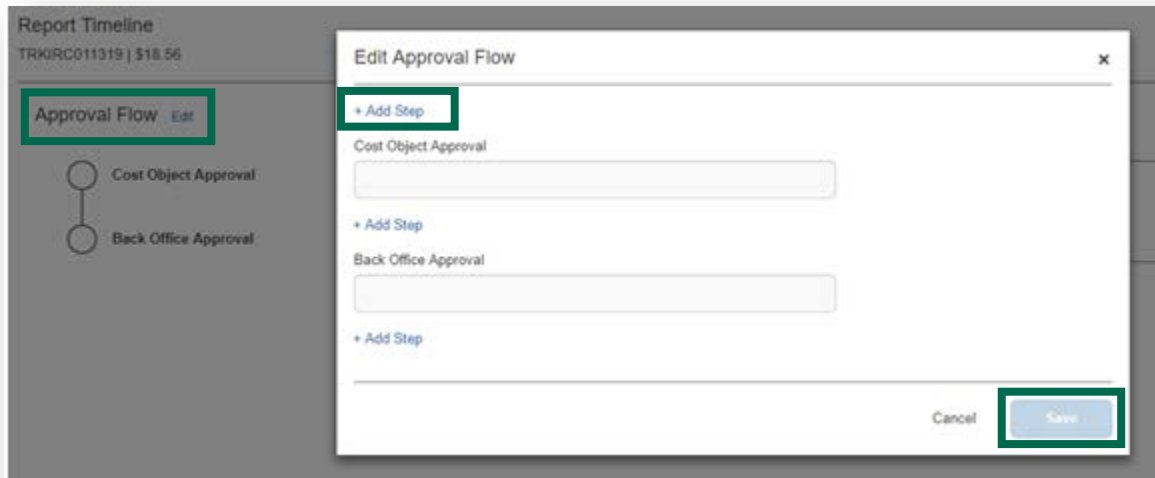 Report Timeline
TRKIRC011319 | $18.56
Approval Flow Edit
Cost Object Approval
Back Office Approval
Edit Approval Flow ×
+ Add Step
Cost Object Approval
+ Add Step
Back Office Approval
+ Add Step
Cancel Save